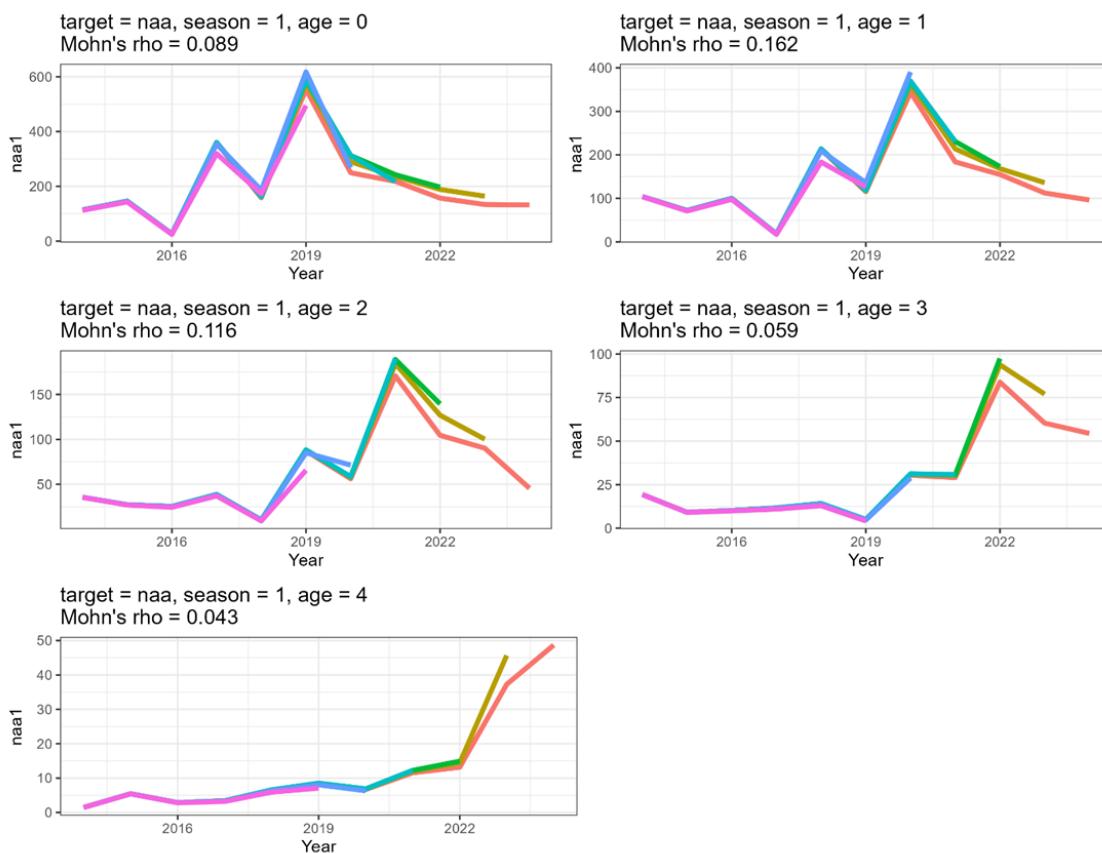 target = naa, season = 1, age = 0
Mohn's rho = 0.089
naa1
600
400
200
0
2016
2019
2022
Year
target = naa, season = 1, age = 1
Mohn's rho = 0.162
naa1
400
300
200
100
0
2016
2019
2022
Year
target = naa, season = 1, age = 2
Mohn's rho = 0.116
naa1
150
100
50
2016
2019
2022
Year
target = naa, season = 1, age = 3
Mohn's rho = 0.059
naa1
100
75
50
25
0
2016
2019
2022
Year
target = naa, season = 1, age = 4
Mohn's rho = 0.043
naa1
50
40
30
20
10
0
2016
2019
2022
Year